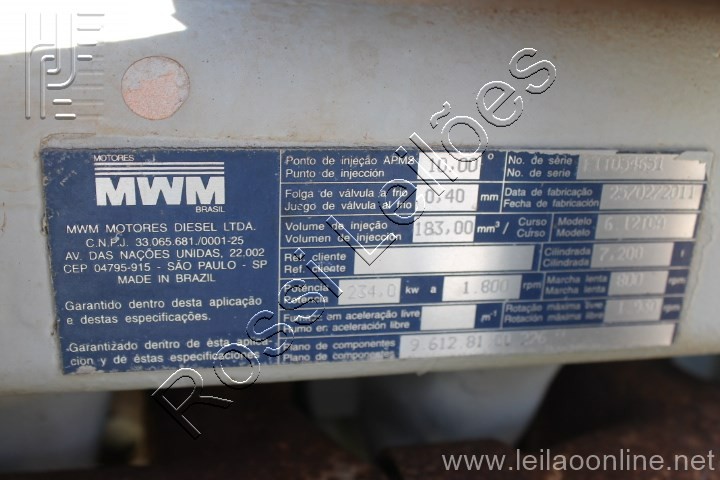 MOTORES
MWM
BRASIL
MWM MOTORES DIESEL LTDA.
C.N.P.J. 33.065.681/0001-25
AV. DAS NAÇÕES UNIDAS, 22.002
CEP 04795-915 - SÃO PAULO - SP
MADE IN BRAZIL
Garantido dentro desta aplicação
e destas especificações.
Garantizado dentro de ésta aplica-
cion y de éstas especificaciones
Ponto de injeção APMS
Punto de injección
10,00 °
No. de série
No. de serie
Folga de válvula à frio
Juego de válvula al frio
0,40 mm
Data de fabricação
Fecha de fabricación
25/02/2011
Volume de injeção
Volumen de inyección
183,00 mm³ / Curso
Curso
Modelo
Modelo
Ref. cliente
Ref. cliente
Cilindrada
Cilindrada
Potência
Potencia
234,0 kw a 1.800 rpm
Marcha lenta
Marcha lenta
800 rpm
Fumaça em aceleração livre
Humo en aceleración libre
m⁻¹
Rotação máxima livre
Rotación máxima libre
rpm
Plano de componentes
Plano de componentes
9.612.81
Rosen Leilões
www.leilaoonline.net